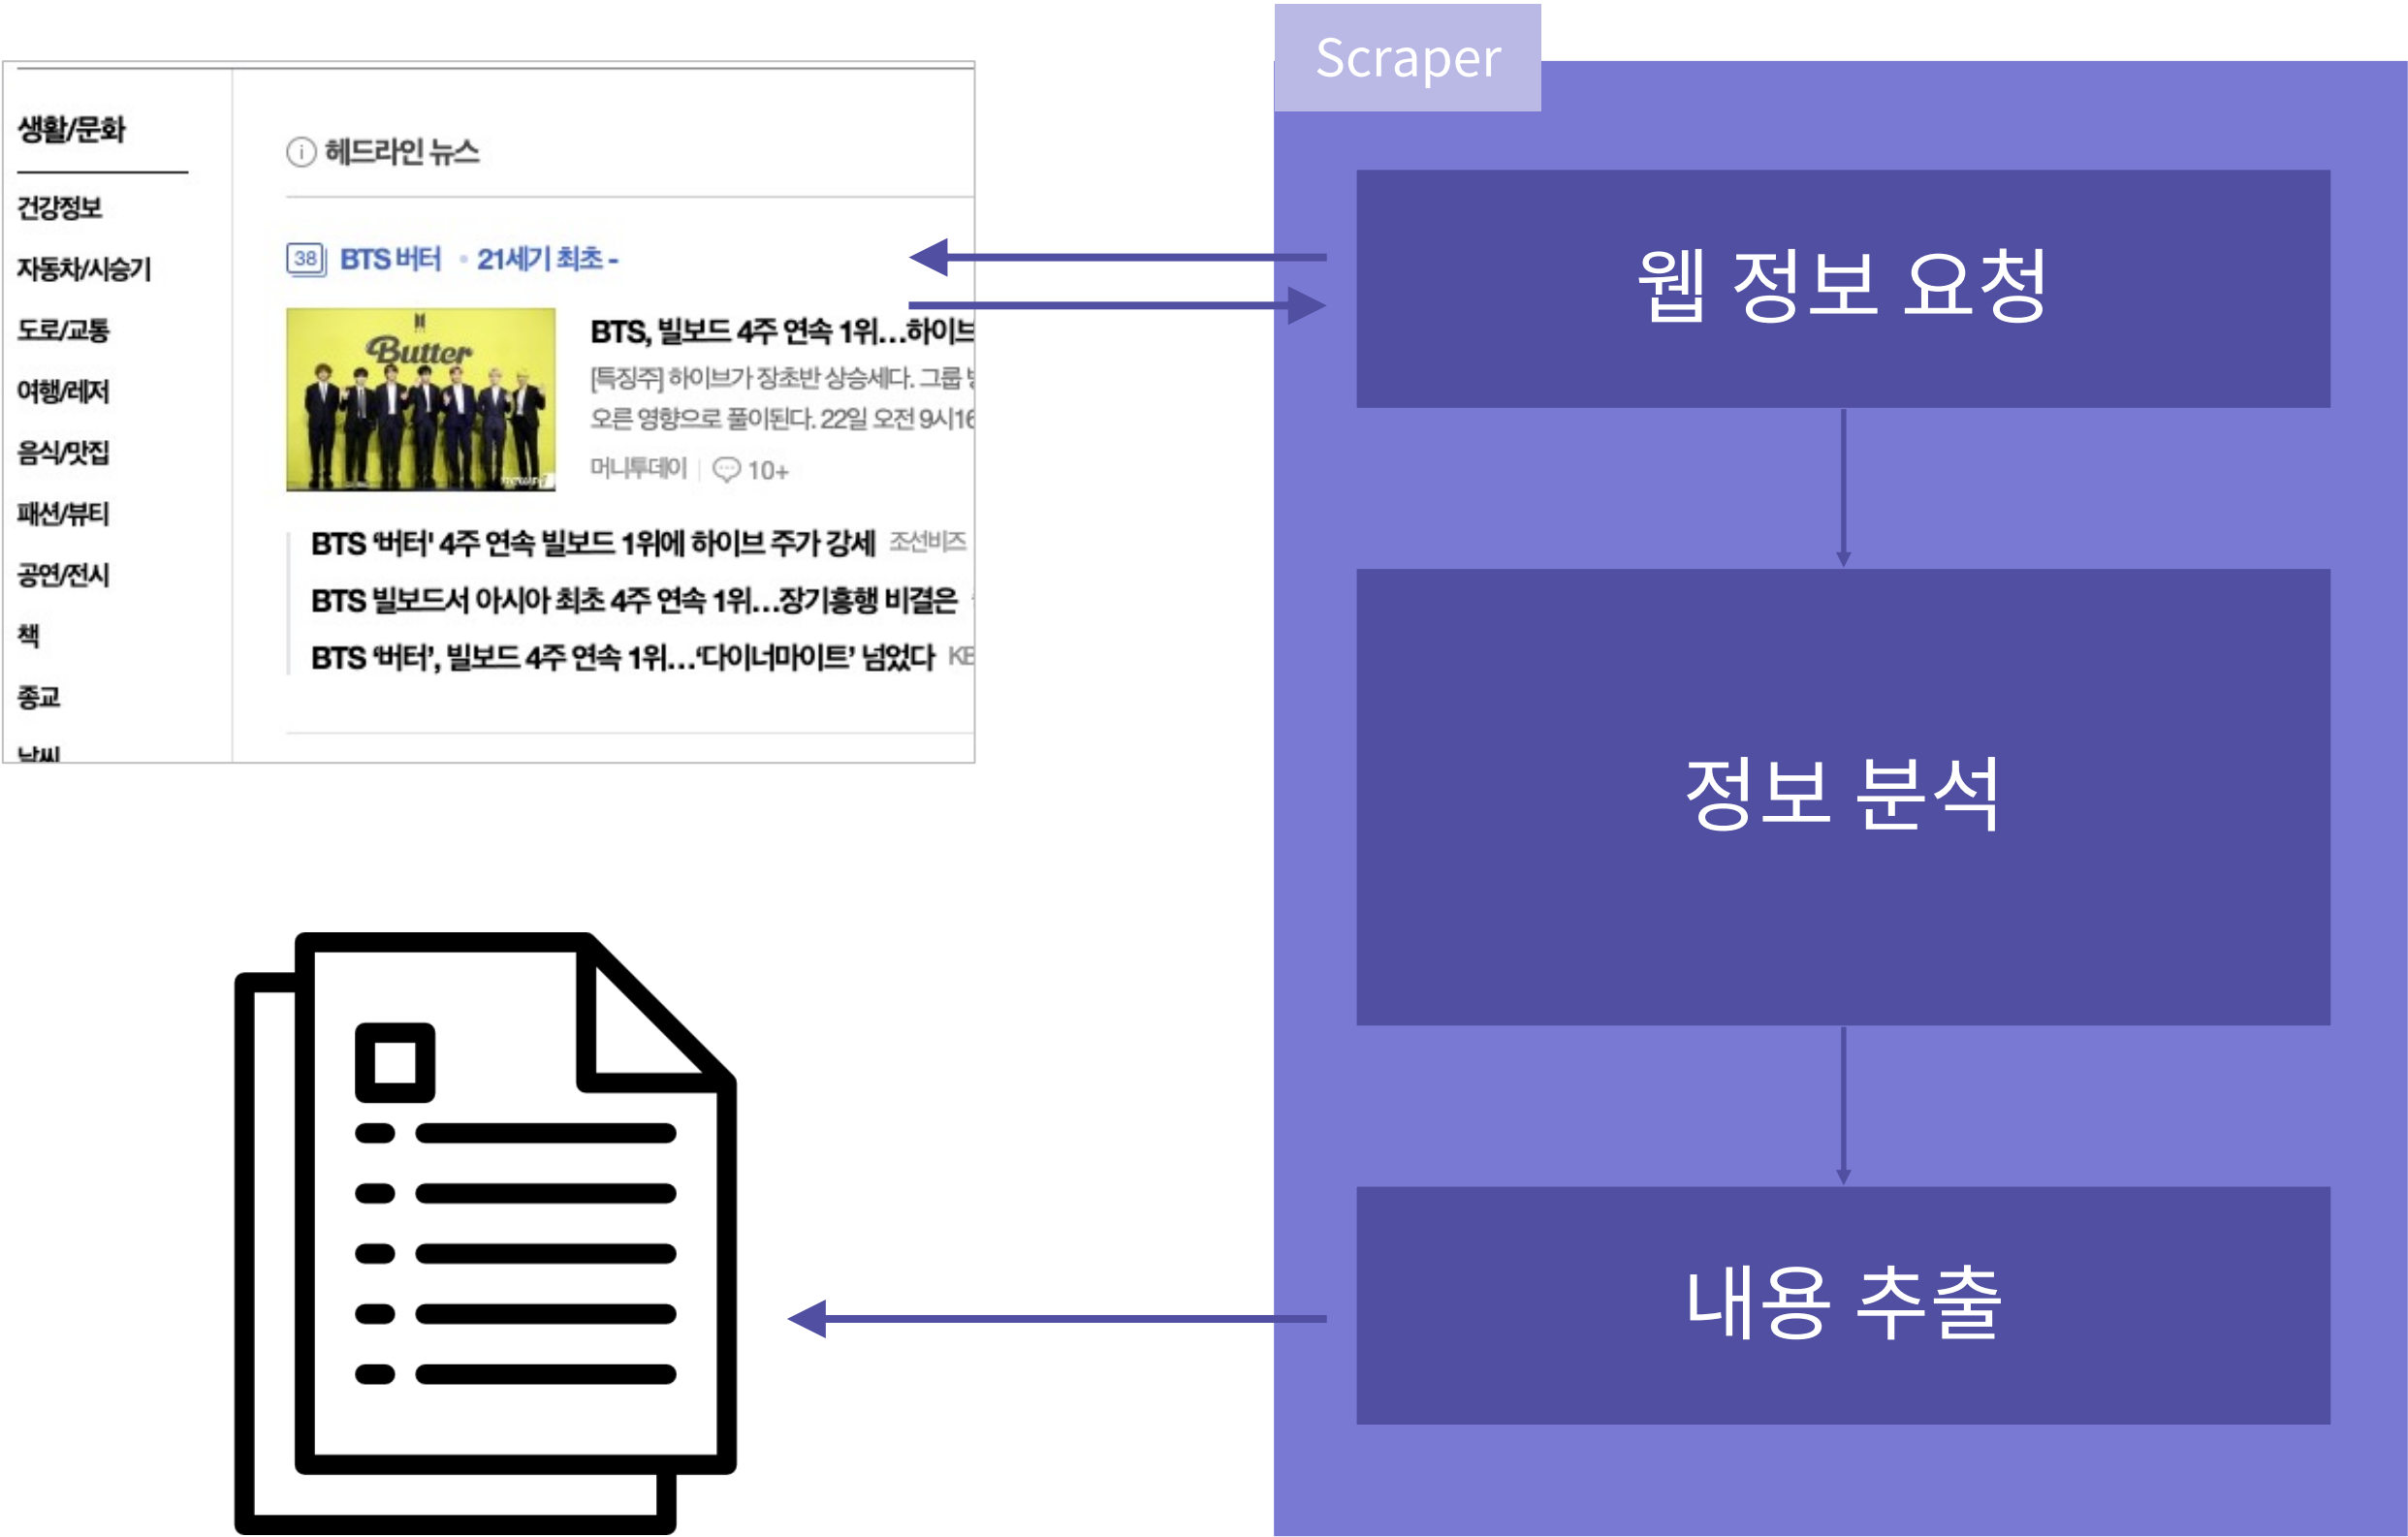 Scraper
생활/문화
건강정보
자동차/시승기
도로/교통
여행/레저
음식/맛집
패션/뷰티
공연/전시
책
종교
날씨
헤드라인 뉴스
38 BTS 버터 • 21세기 최초 -
Butter
BTS, 빌보드 4주 연속 1위...하이브
[특징주] 하이브가 장초반 상승세다. 그룹
오른 영향으로 풀이된다. 22일 오전 9시16
머니투데이 10+
BTS ‘버터' 4주 연속 빌보드 1위에 하이브 주가 강세 조선비즈
BTS 빌보드서 아시아 최초 4주 연속 1위...장기흥행 비결은
BTS ‘버터’, 빌보드 4주 연속 1위...‘다이너마이트’ 넘었다 KB
웹 정보 요청
정보 분석
내용 추출